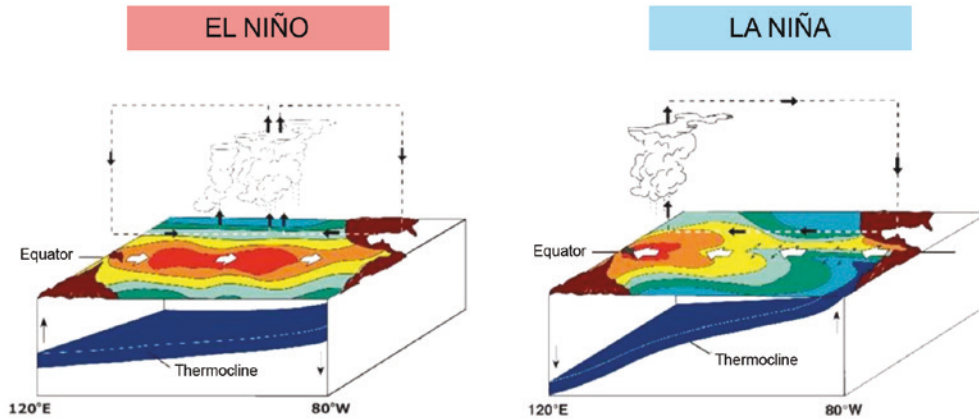 EL NIÑO
LA NIÑA
Equator
Equator
Thermocline
Thermocline
120°E
80°W
120°E
80°W